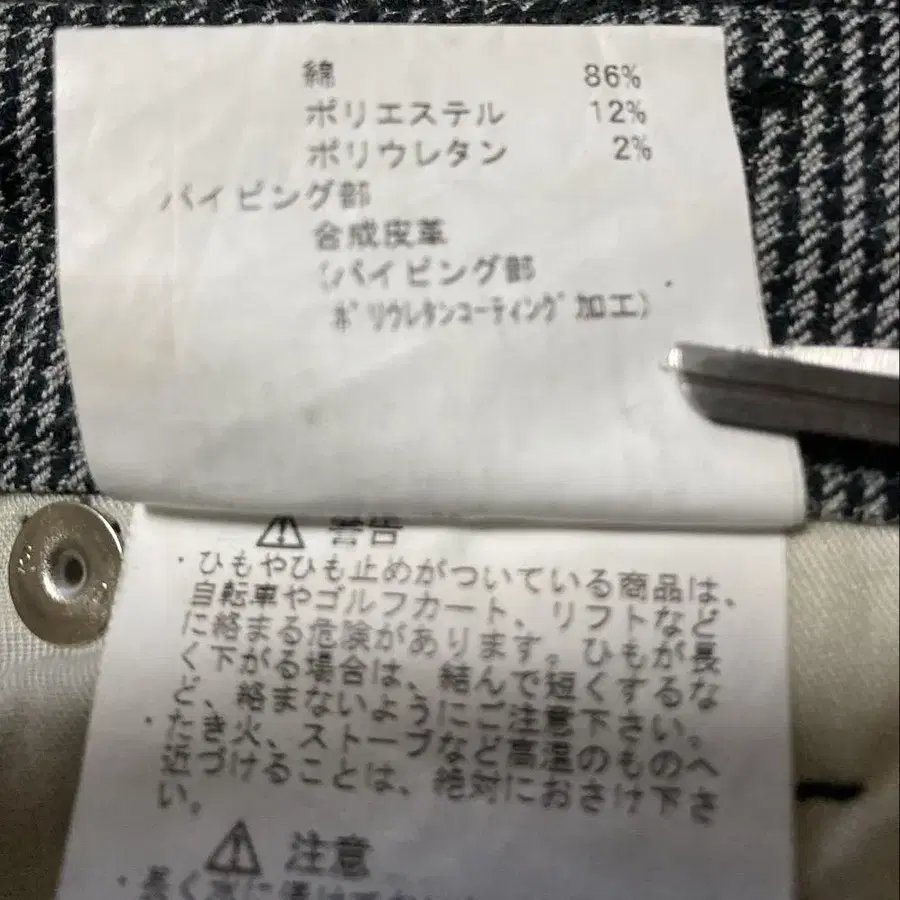 綿 86%
ポリエステル 12%
ポリウレタン 2%
パイピング部
合成皮革
(パイピング部
ポリウレタンコーティング加工)
警告
・ひもやひも止めがついている商品は、
自転車やゴルフカート、リフトなど
に絡まる危険があります。ひもが長
く下がる場合は、結んで短くするな
ど、絡まないようにご注意下さい。
・たき火、ストーブなど高温のものへ
近づけることは、絶対におさけ下さ
い。
注意